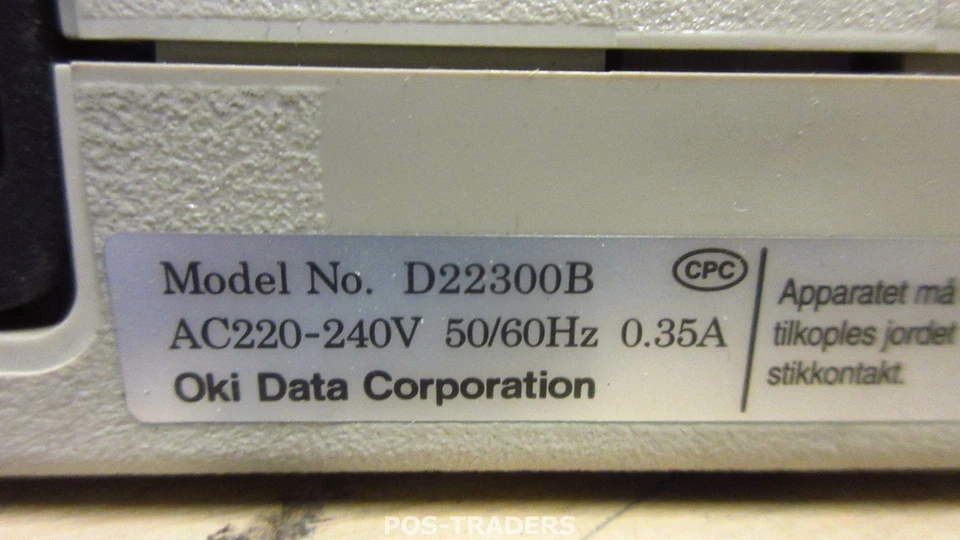 Model No. D22300B
CPC
AC220-240V 50/60Hz 0.35A
Oki Data Corporation
Apparatet må
tilkoples jordet
stikkontakt.
POS-TRADERS